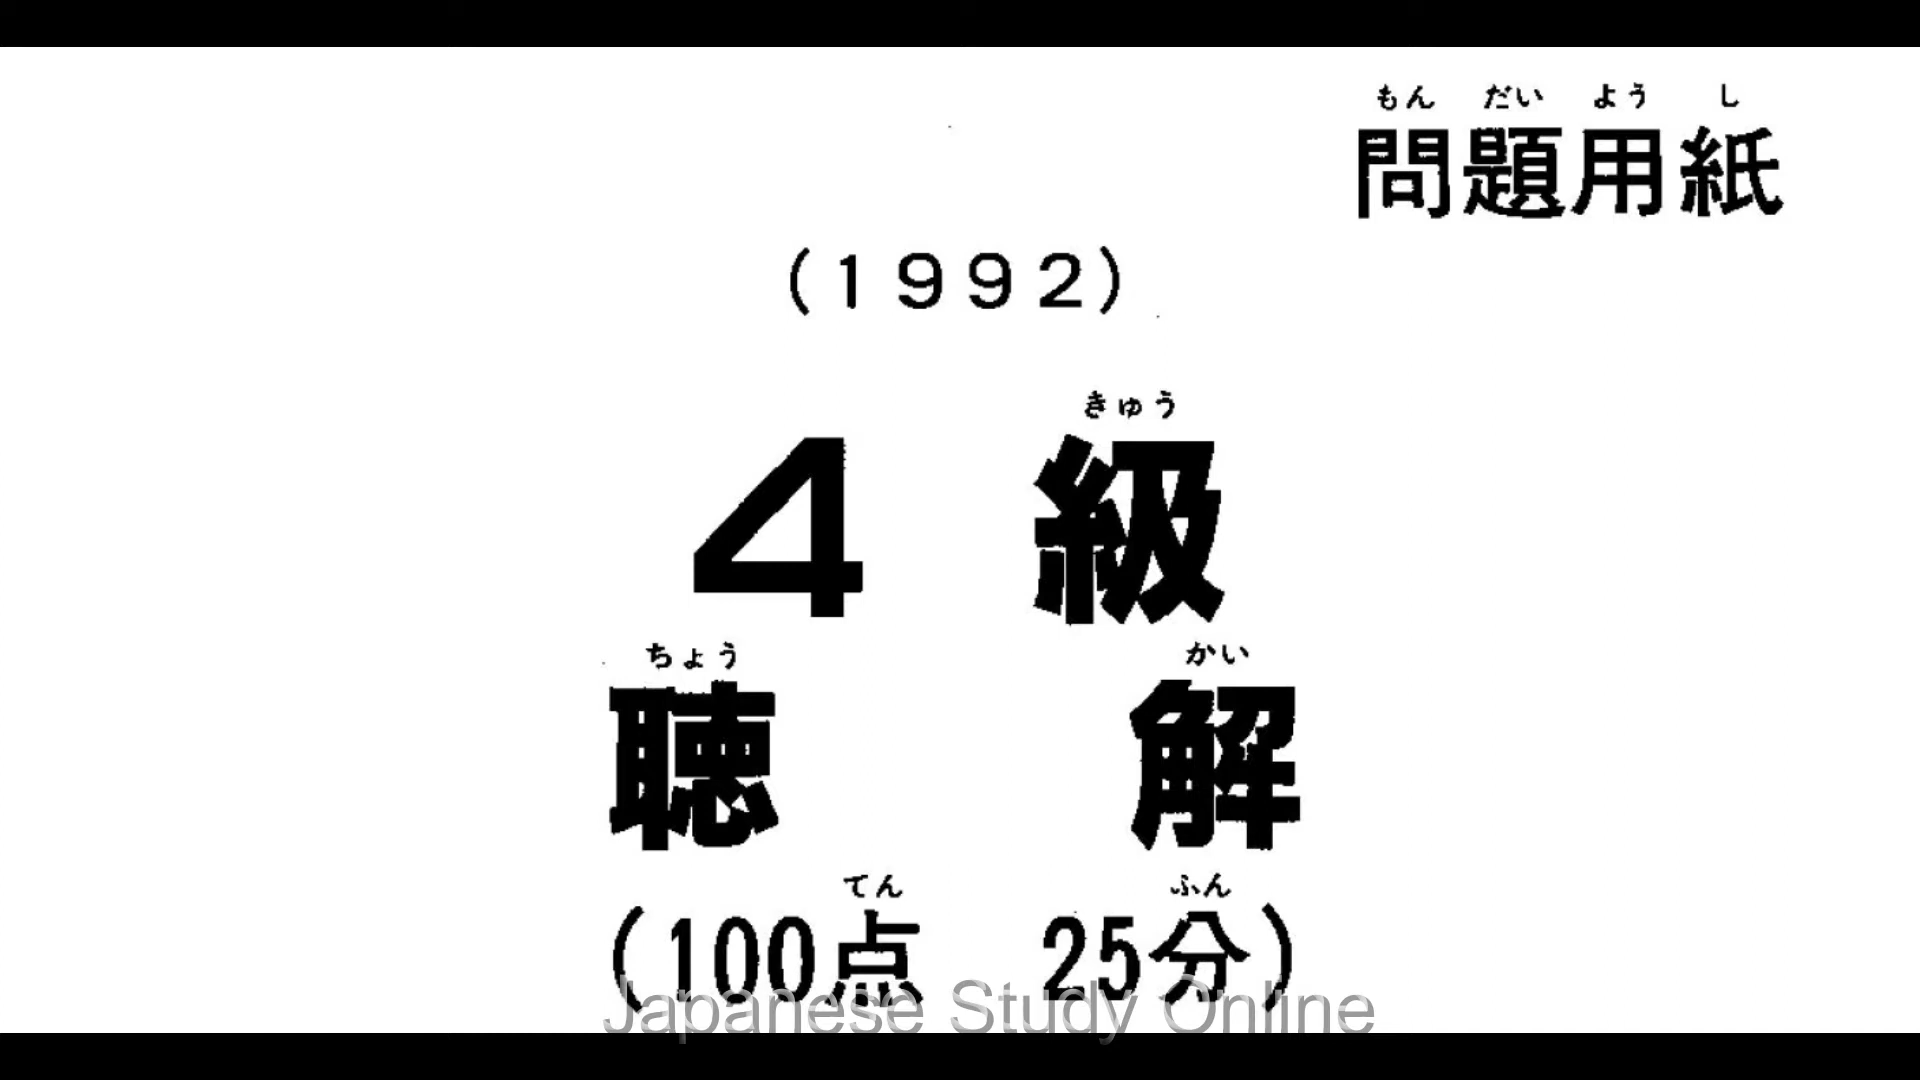 もん だい よう し
問題用紙
(1992)
きゅう
4 級
ちょう かい
聴 解
てん ふん
(100点 25分)
Japanese Study Online